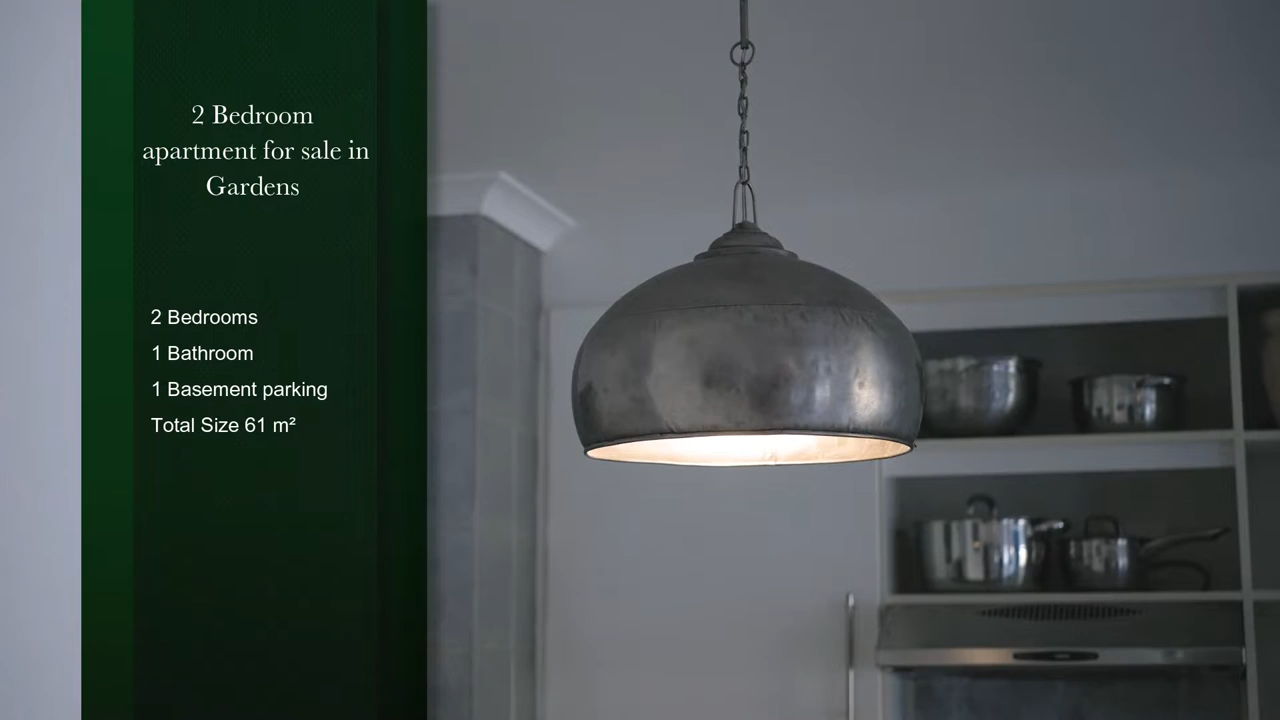 2 Bedroom
apartment for sale in
Gardens
2 Bedrooms
1 Bathroom
1 Basement parking
Total Size 61 m²